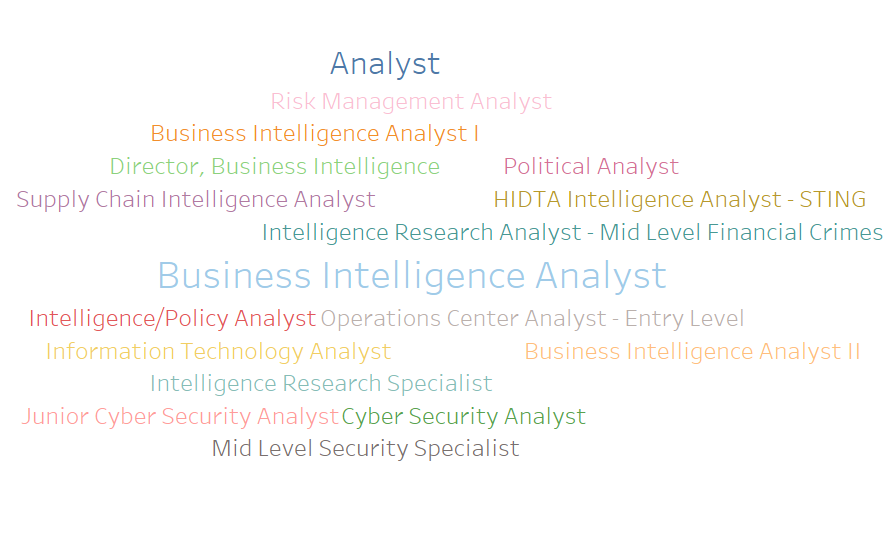 Analyst
Risk Management Analyst
Business Intelligence Analyst I
Director, Business Intelligence
Political Analyst
Supply Chain Intelligence Analyst
HIDTA Intelligence Analyst - STING
Intelligence Research Analyst - Mid Level Financial Crimes
Business Intelligence Analyst
Intelligence/Policy Analyst
Operations Center Analyst - Entry Level
Information Technology Analyst
Business Intelligence Analyst II
Intelligence Research Specialist
Junior Cyber Security Analyst
Cyber Security Analyst
Mid Level Security Specialist